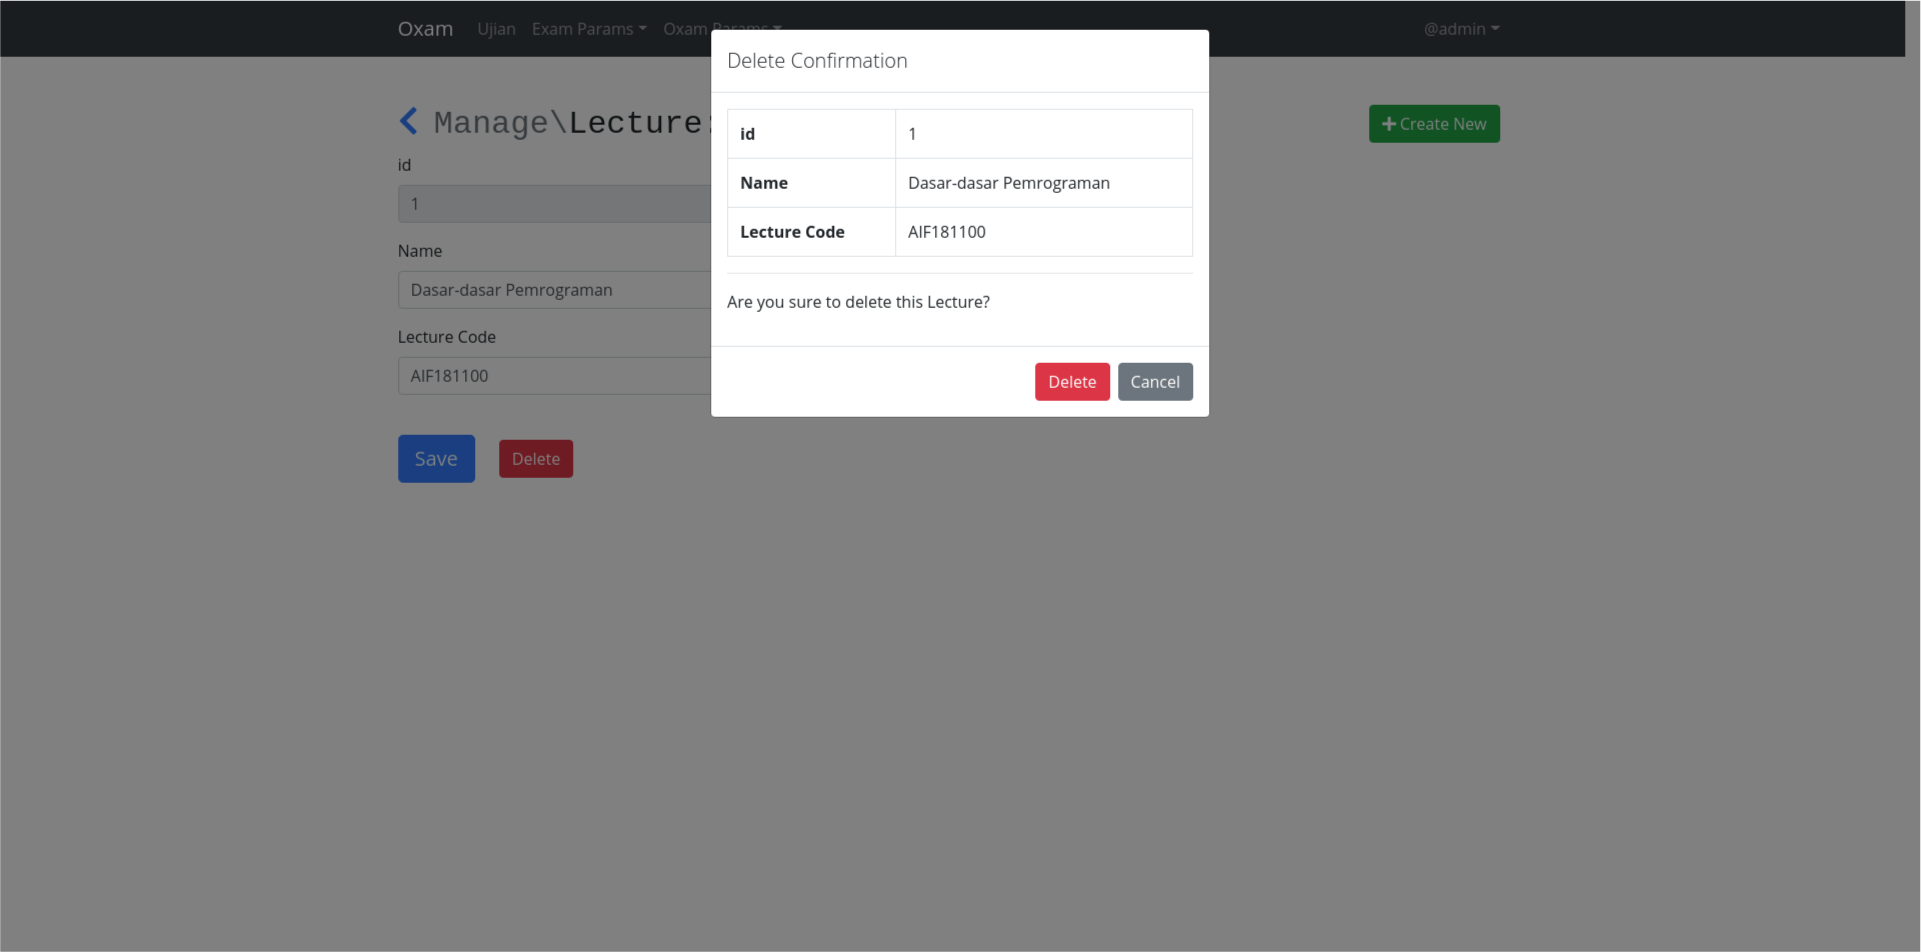 Oxam Ujian Exam Params Oxam Params @admin
Delete Confirmation
Manage\Lecture:
Create New
id 1
Name Dasar-dasar Pemrograman
Lecture Code AIF181100
Are you sure to delete this Lecture?
Delete Cancel
id
1
Name
Dasar-dasar Pemrograman
Lecture Code
AIF181100
Save Delete